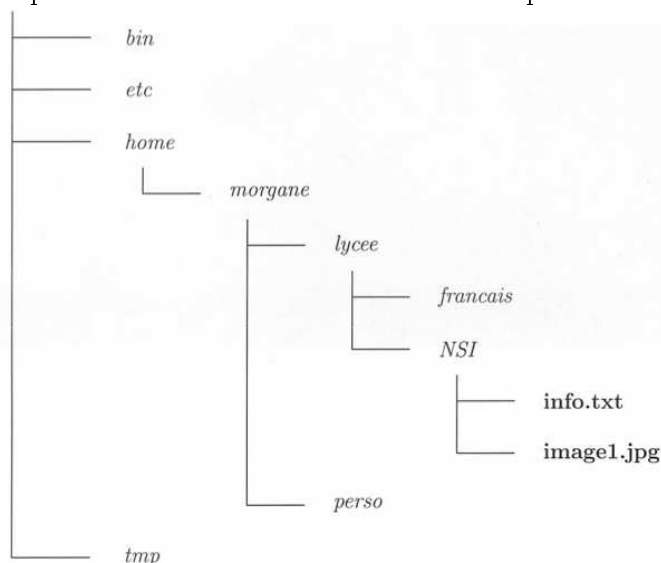 bin
etc
home
morgane
lycee
francais
NSI
info.txt
image1.jpg
perso
tmp